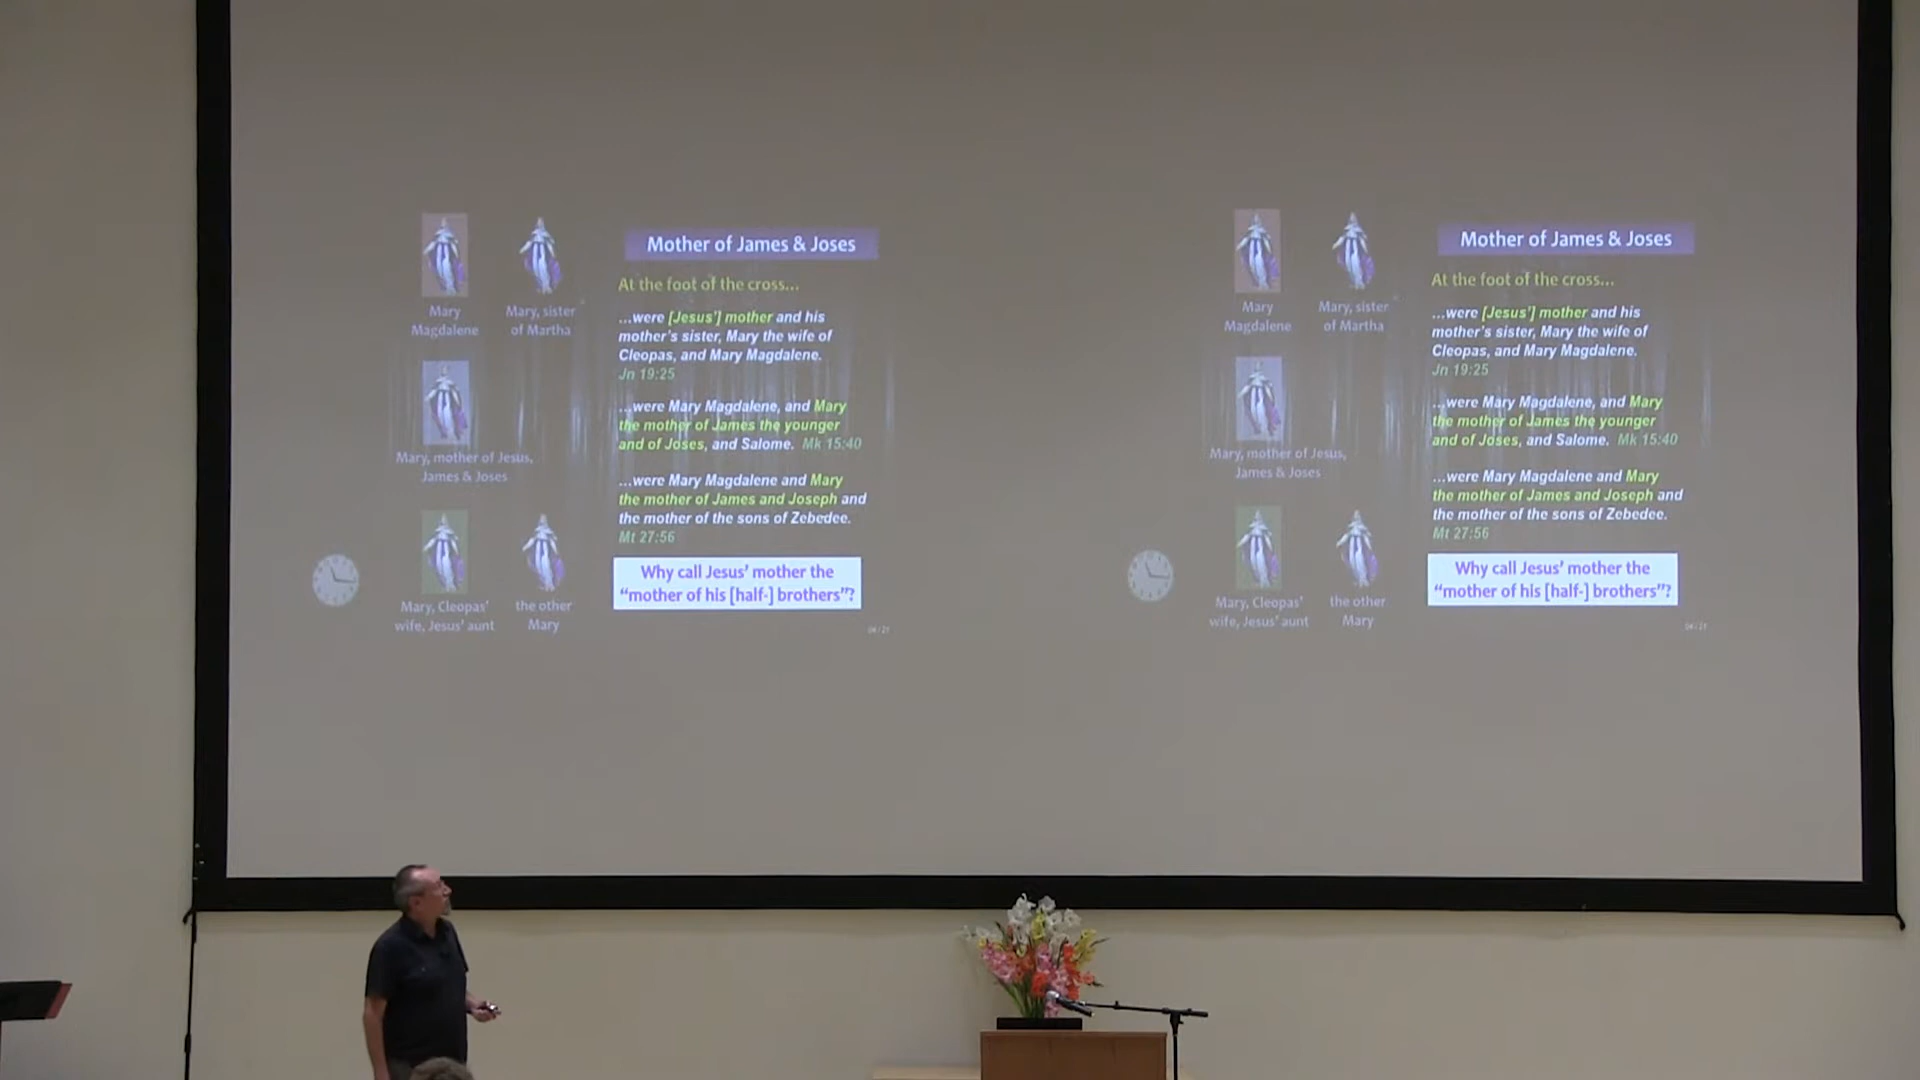 Mary
Magdalene
Mary, sister
of Martha
Mary, mother of Jesus,
James & Joses
Mary, Cleopas'
wife, Jesus' aunt
the other
Mary
Mother of James & Joses
At the foot of the cross...
...were [Jesus'] mother and his
mother's sister, Mary the wife of
Cleopas, and Mary Magdalene.
Jn 19:25
...were Mary Magdalene, and Mary
the mother of James the younger
and of Joses, and Salome. Mk 15:40
...were Mary Magdalene and Mary
the mother of James and Joseph and
the mother of the sons of Zebedee.
Mt 27:56
Why call Jesus' mother the
"mother of his [half-] brothers"?
Mary
Magdalene
Mary, sister
of Martha
Mary, mother of Jesus,
James & Joses
Mary, Cleopas'
wife, Jesus' aunt
the other
Mary
Mother of James & Joses
At the foot of the cross...
...were [Jesus'] mother and his
mother's sister, Mary the wife of
Cleopas, and Mary Magdalene.
Jn 19:25
...were Mary Magdalene, and Mary
the mother of James the younger
and of Joses, and Salome. Mk 15:40
...were Mary Magdalene and Mary
the mother of James and Joseph and
the mother of the sons of Zebedee.
Mt 27:56
Why call Jesus' mother the
"mother of his [half-] brothers"?